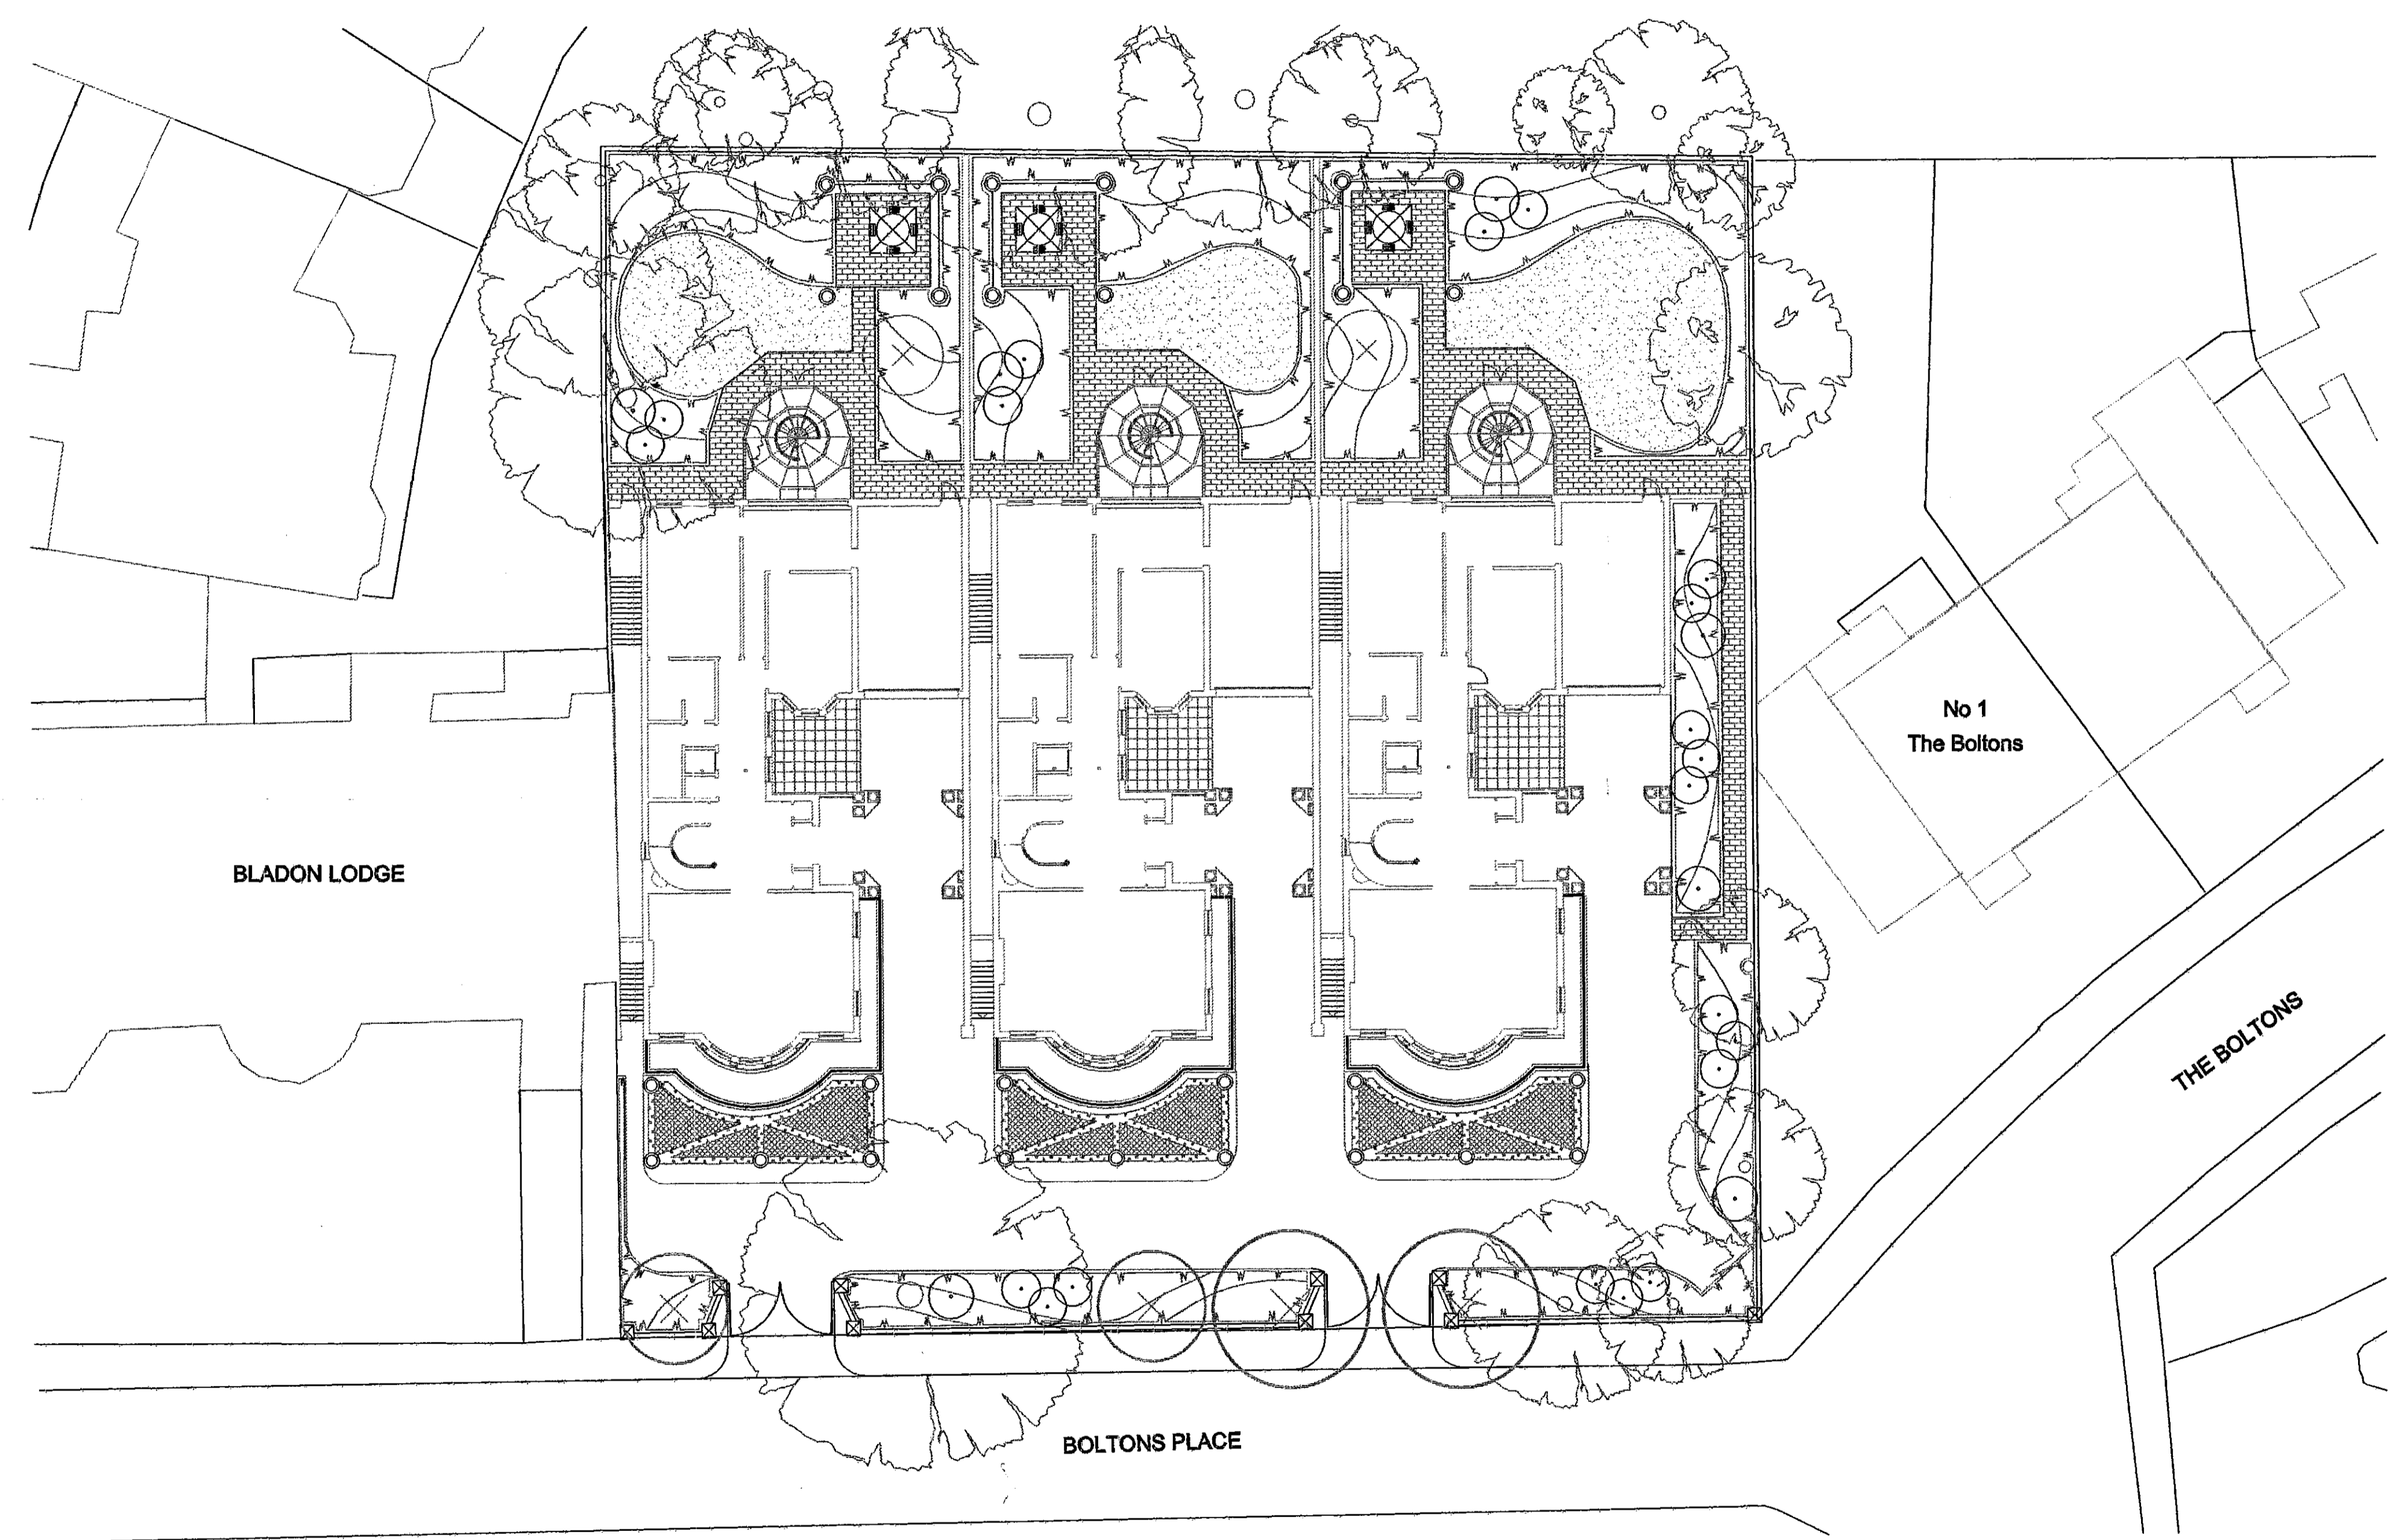 No 1
The Boltons
BLADON LODGE
THE BOLTONS
BOLTONS PLACE